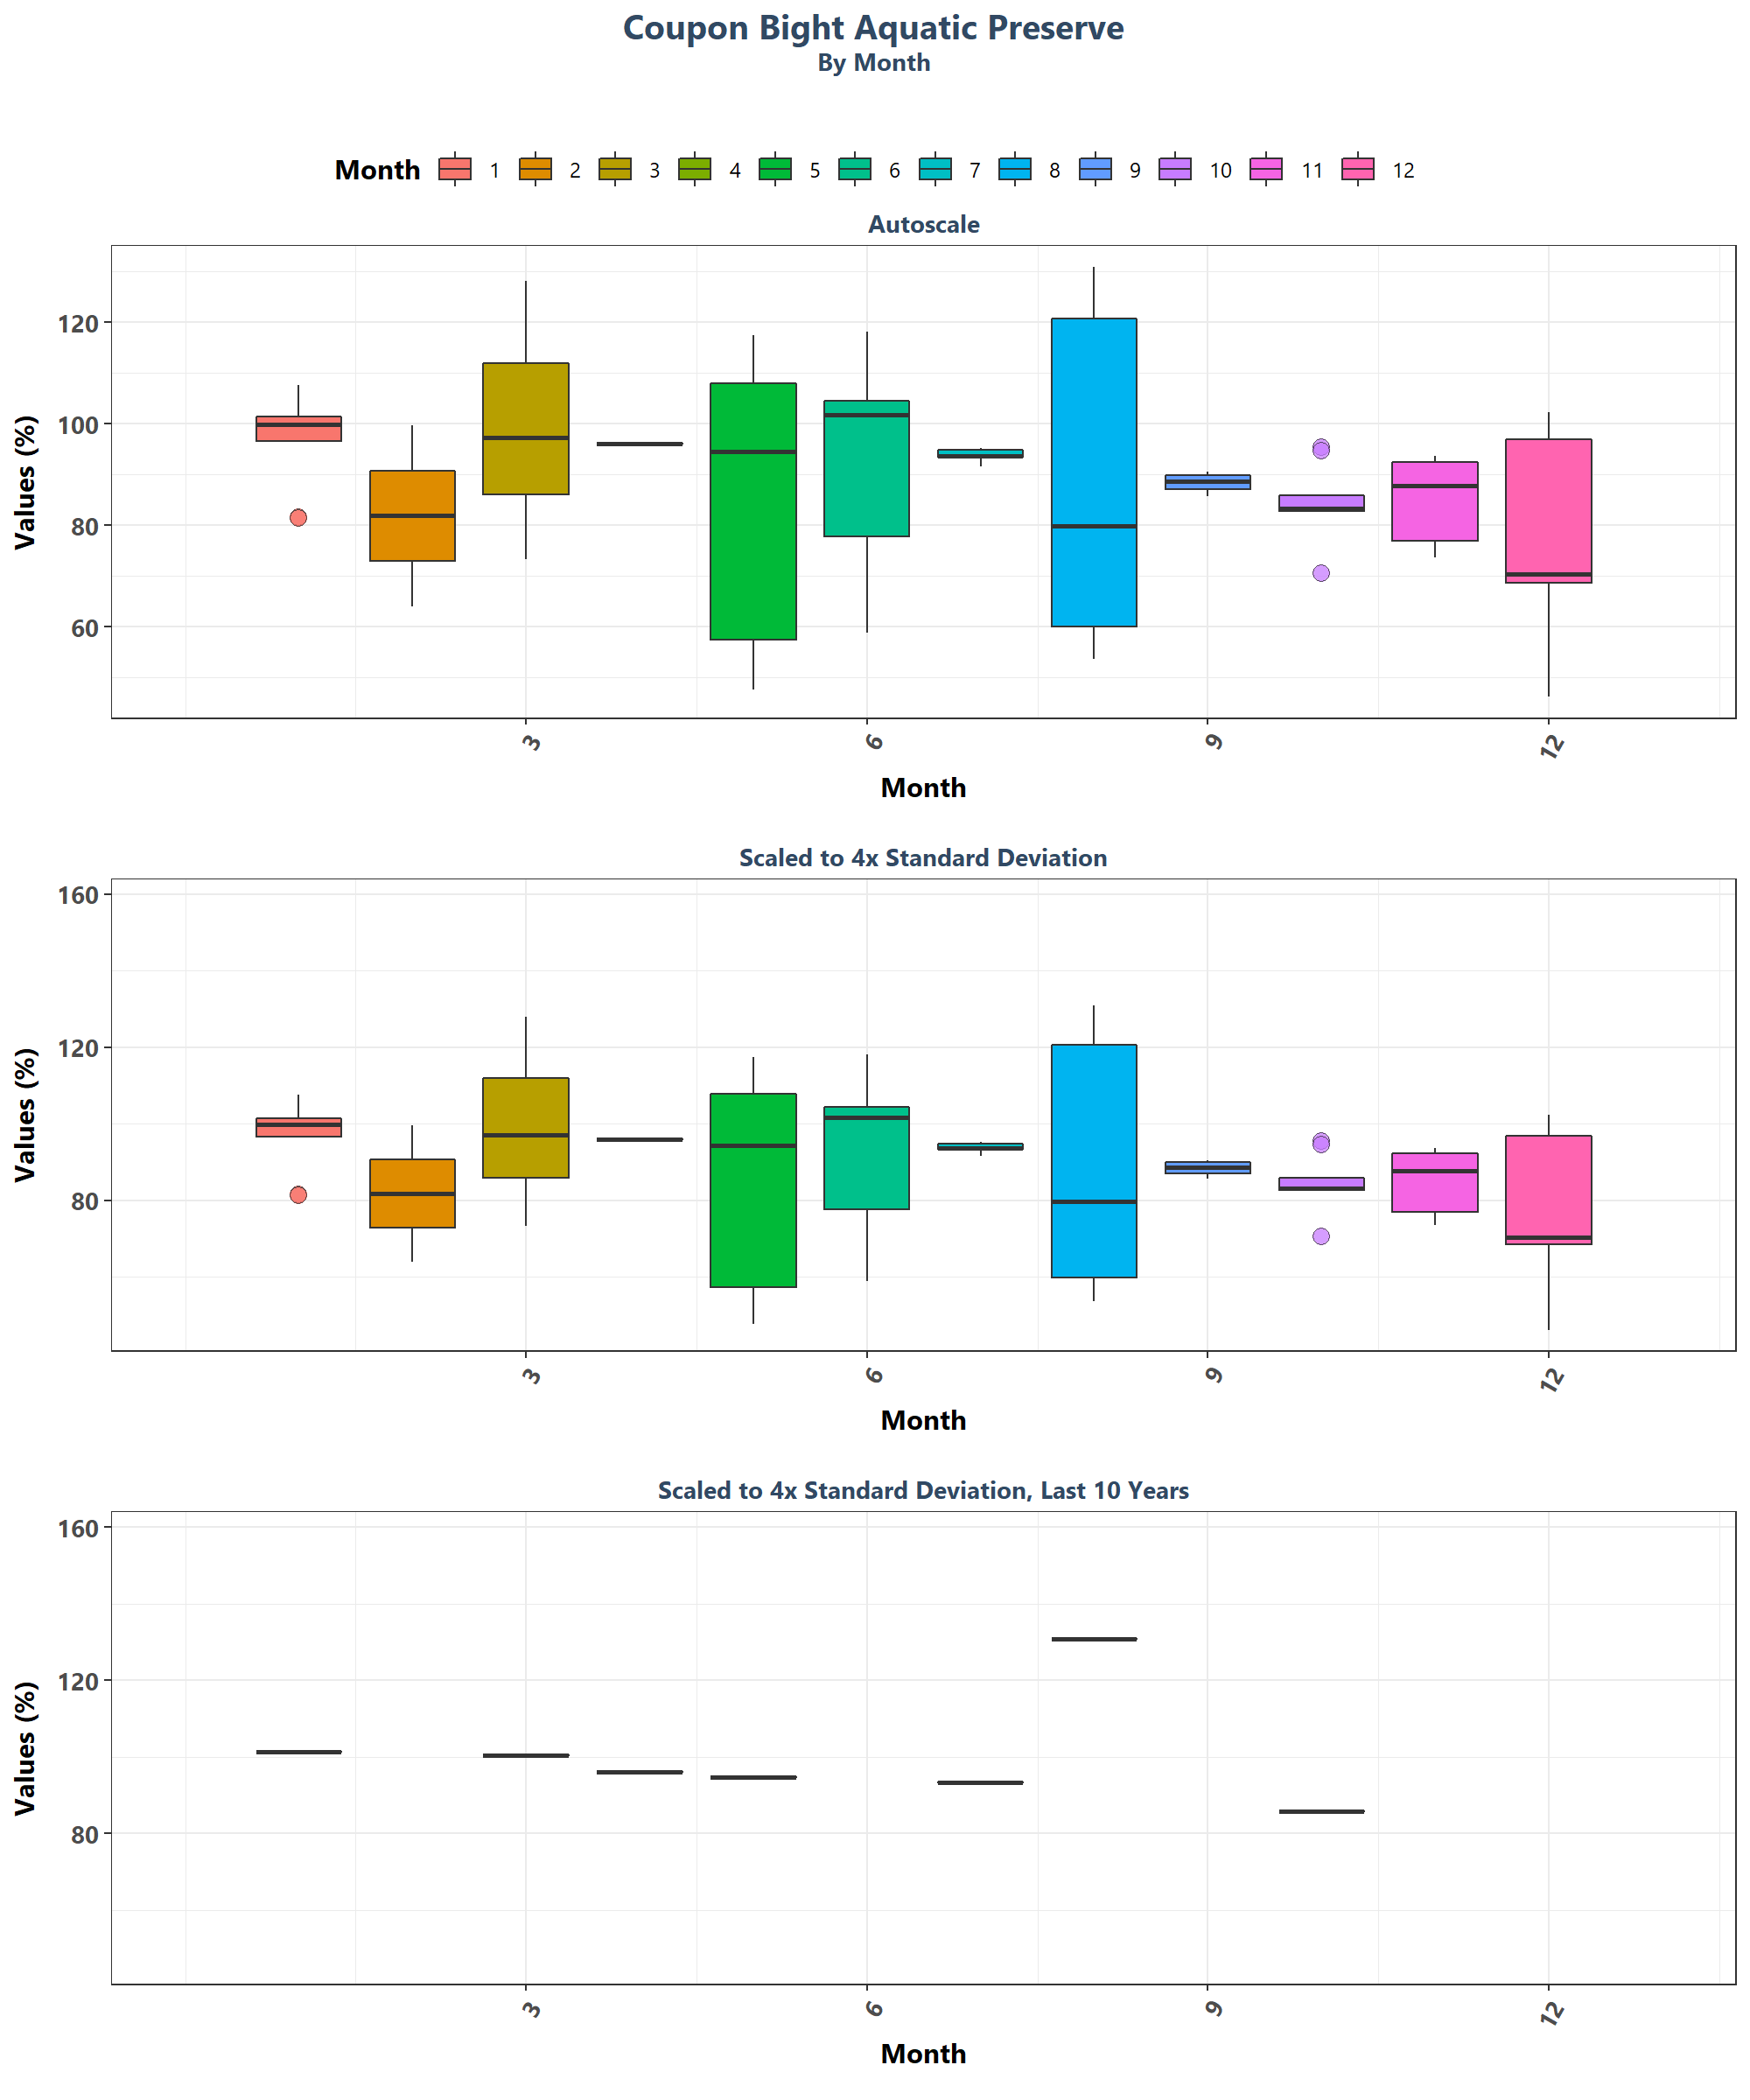 Coupon Bight Aquatic Preserve
By Month
Month 1 2 3 4 5 6 7 8 9 10 11 12
Autoscale
Values (%)
120
100
80
60
3 6 9 12
Month
Scaled to 4x Standard Deviation
Values (%)
160
120
80
3 6 9 12
Month
Scaled to 4x Standard Deviation, Last 10 Years
Values (%)
160
120
80
3 6 9 12
Month